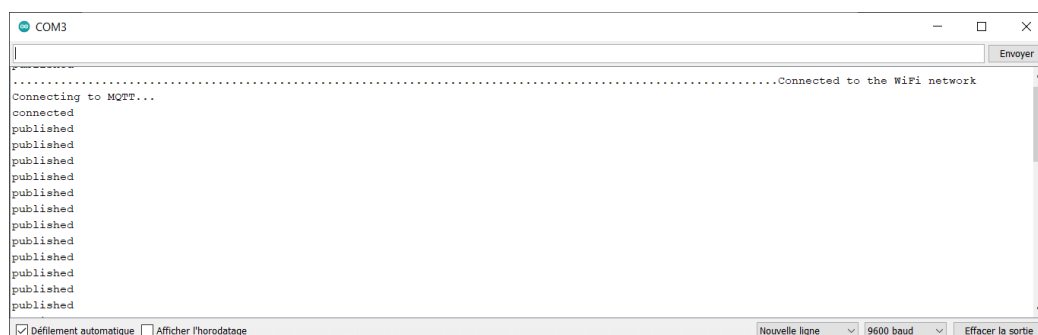 COM3
Envoyer
published
..................................................................................................................Connected to the WiFi network
Connecting to MQTT...
connected
published
published
published
published
published
published
published
published
published
published
published
published
Défilement automatique Afficher l'horodatage Nouvelle ligne 9600 baud Effacer la sortie